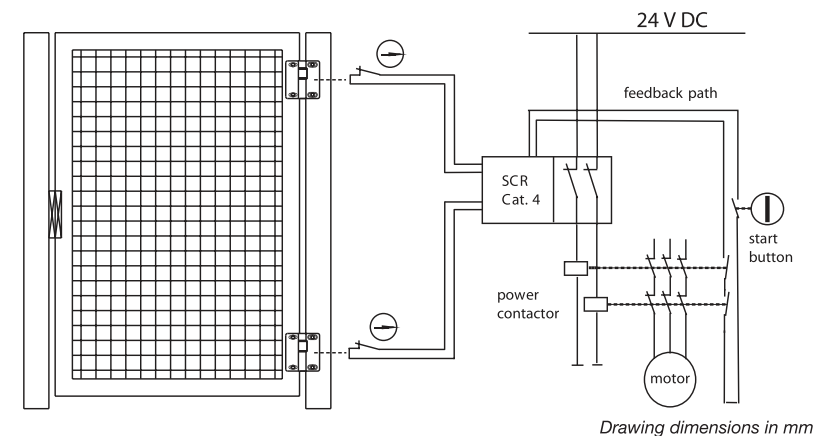 24 V DC
feedback path
SCR
Cat. 4
start
button
power
contactor
motor
Drawing dimensions in mm